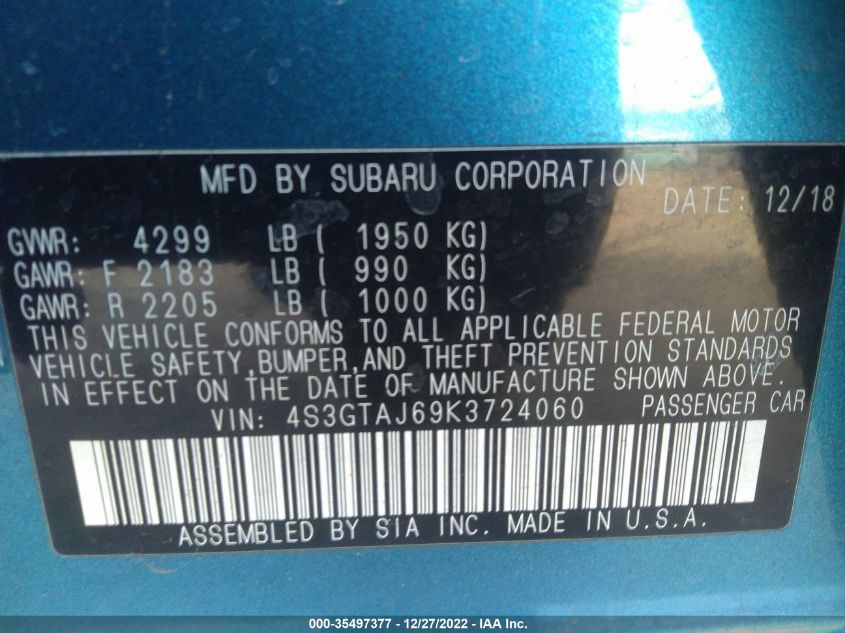 MFD BY SUBARU CORPORATION DATE: 12/18
GVWR: 4299 LB ( 1950 KG)
GAWR: F 2183 LB ( 990 KG)
GAWR: R 2205 LB ( 1000 KG)
THIS VEHICLE CONFORMS TO ALL APPLICABLE FEDERAL MOTOR
VEHICLE SAFETY, BUMPER, AND THEFT PREVENTION STANDARDS
IN EFFECT ON THE DATE OF MANUFACTURE SHOWN ABOVE.
VIN: 4S3GTAJ69K3724060 PASSENGER CAR
ASSEMBLED BY SIA INC. MADE IN U.S.A.
000-35497377 - 12/27/2022 - IAA Inc.